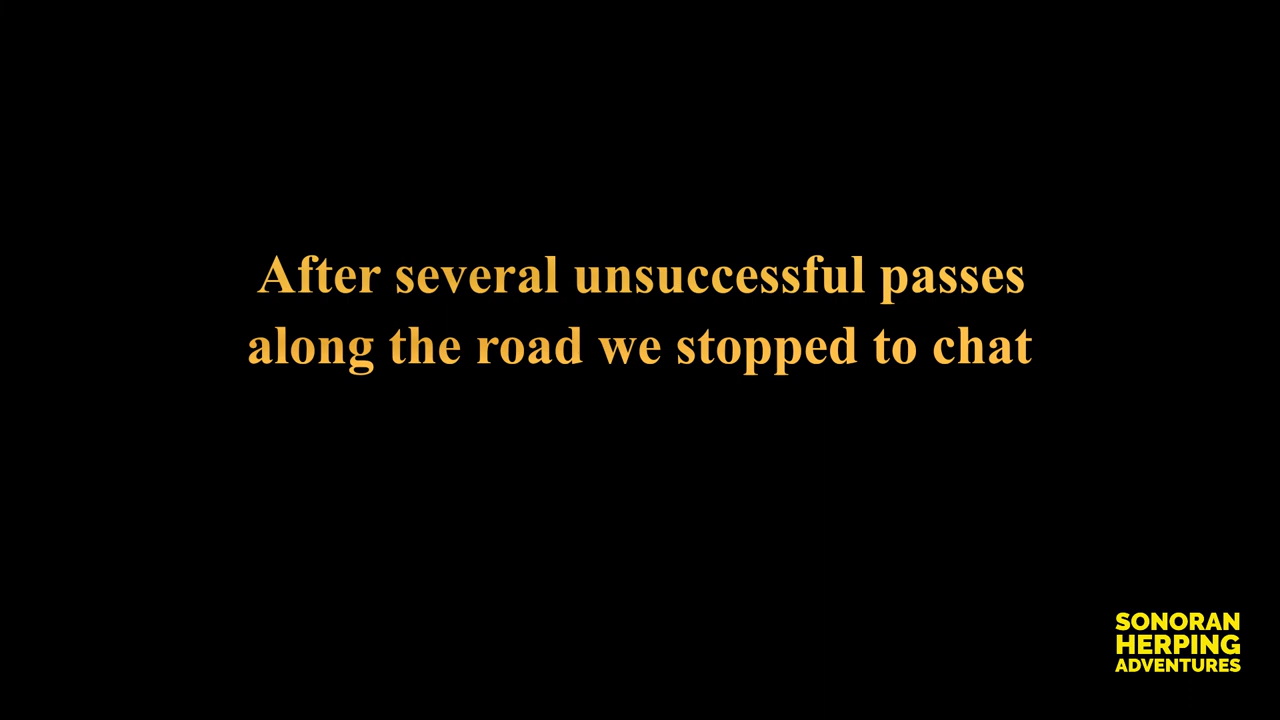 After several unsuccessful passes
along the road we stopped to chat
SONORAN
HERPING
ADVENTURES